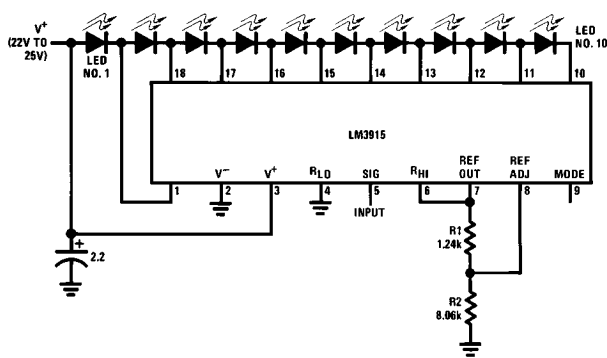 V+
(22V TO
25V)
LED
NO. 1
LED
NO. 10
18
17
16
15
14
13
12
11
10
LM3915
V−
V+
RLO
SIG
RHI
REF
OUT
REF
ADJ
MODE
1
2
3
4
5
6
7
8
9
INPUT
+
2.2
R1
1.24k
R2
8.06k